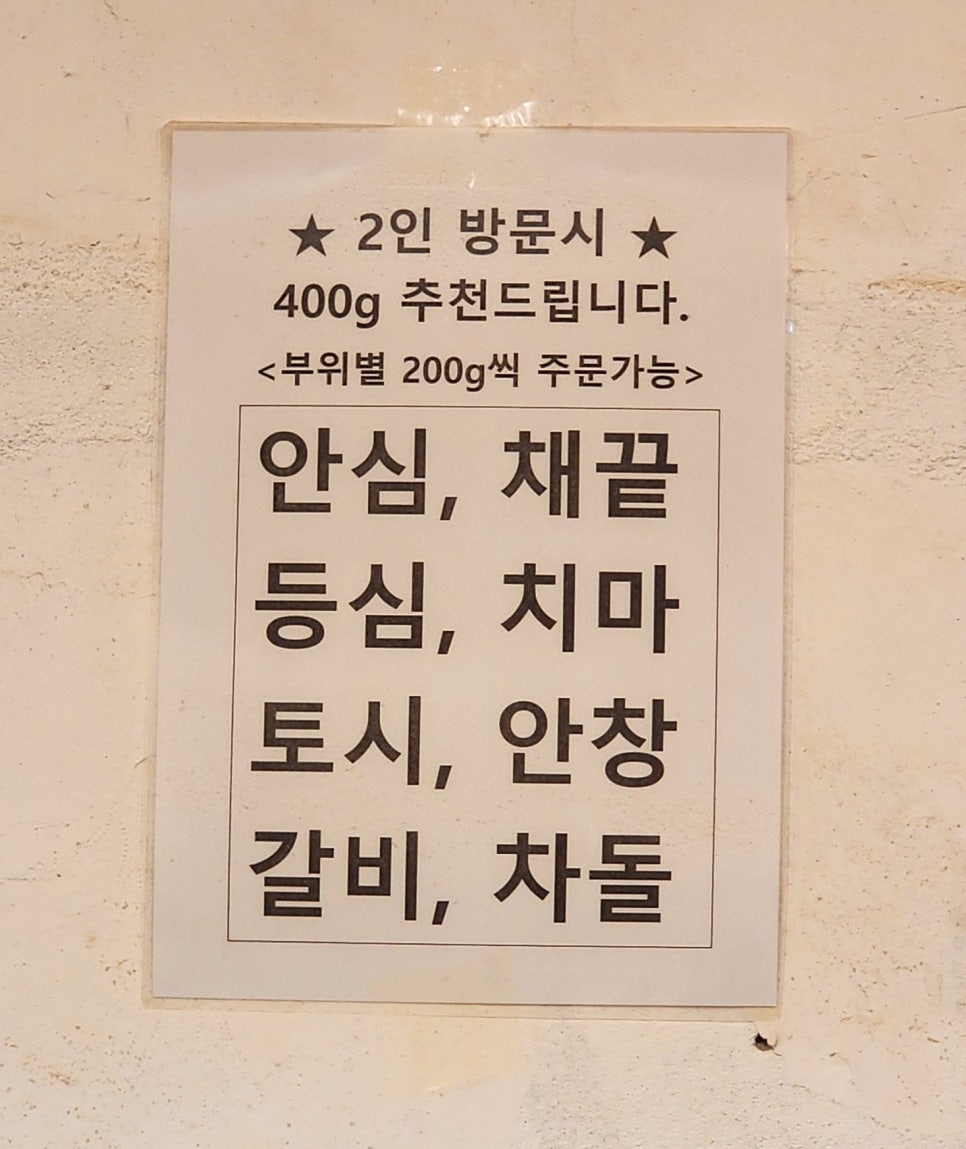 ★ 2인 방문시 ★
400g 추천드립니다.
<부위별 200g씩 주문가능>
안심, 채끝
등심, 치마
토시, 안창
갈비, 차돌